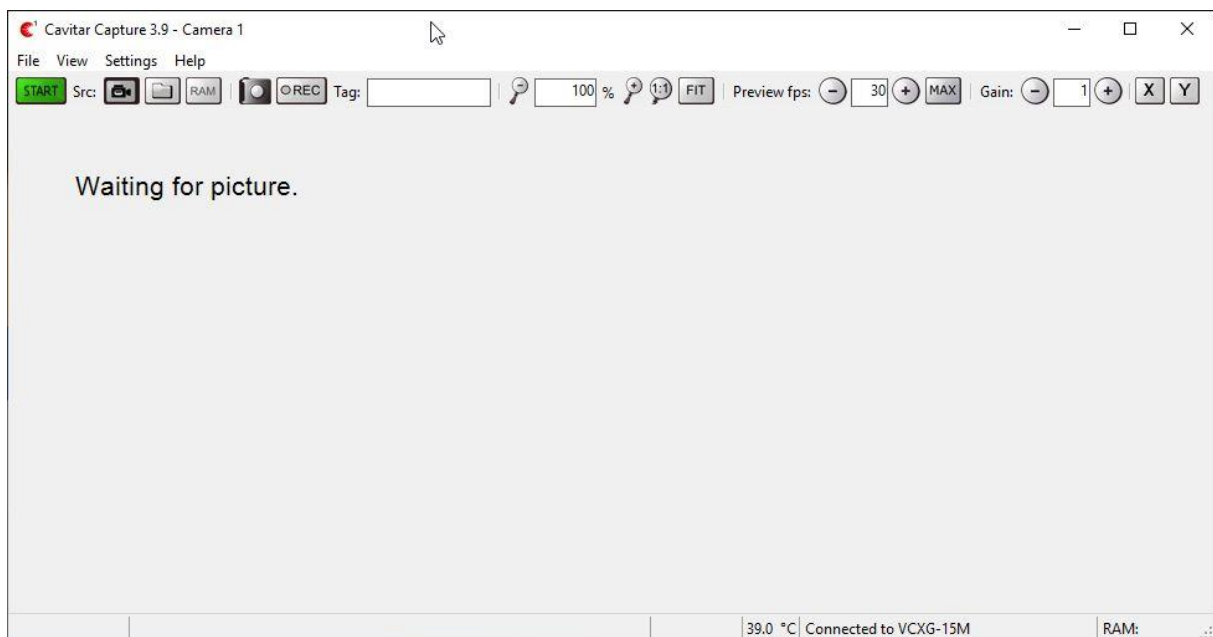 Cavitar Capture 3.9 - Camera 1
File View Settings Help
START Src: RAM REC Tag: 100 % 1:1 FIT Preview fps: - 30 + MAX Gain: - 1 + X Y
Waiting for picture.
39.0 °C Connected to VCXG-15M RAM: